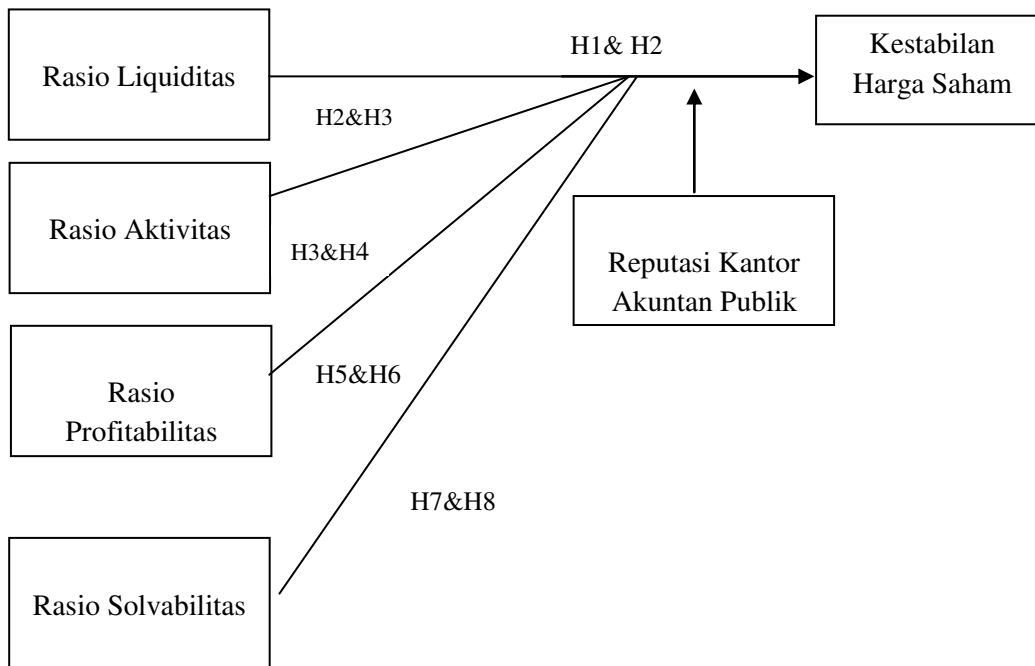 H1& H2
Kestabilan
Harga Saham
Rasio Liquiditas
H2&H3
Rasio Aktivitas
H3&H4
Reputasi Kantor
Akuntan Publik
H5&H6
Rasio
Profitabilitas
H7&H8
Rasio Solvabilitas